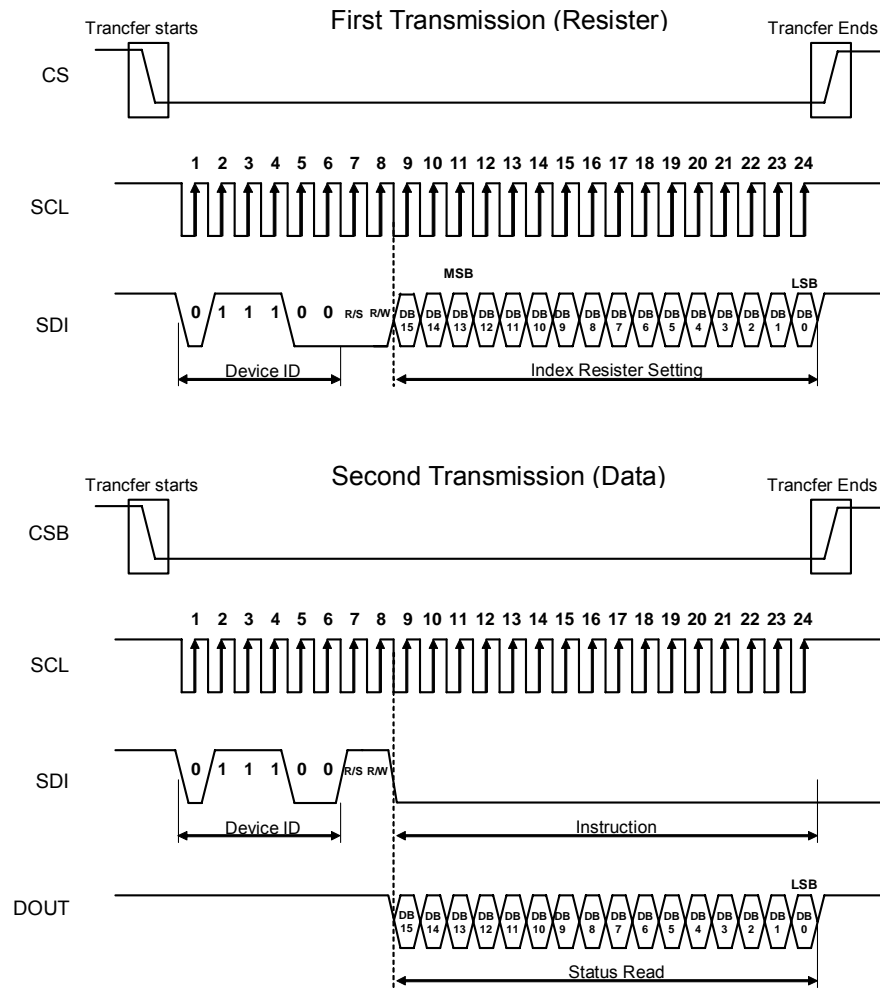 First Transmission (Resister)
Trancfer starts
Trancfer Ends
CS
1 2 3 4 5 6 7 8 9 10 11 12 13 14 15 16 17 18 19 20 21 22 23 24
SCL
MSB
LSB
SDI
0 1 1 1 0 0 R/S R/W DB 15 DB 14 DB 13 DB 12 DB 11 DB 10 DB 9 DB 8 DB 7 DB 6 DB 5 DB 4 DB 3 DB 2 DB 1 DB 0
Device ID
Index Resister Setting
Second Transmission (Data)
Trancfer starts
Trancfer Ends
CSB
1 2 3 4 5 6 7 8 9 10 11 12 13 14 15 16 17 18 19 20 21 22 23 24
SCL
SDI
0 1 1 1 0 0 R/S R/W
Device ID
Instruction
LSB
DOUT
DB 15 DB 14 DB 13 DB 12 DB 11 DB 10 DB 9 DB 8 DB 7 DB 6 DB 5 DB 4 DB 3 DB 2 DB 1 DB 0
Status Read